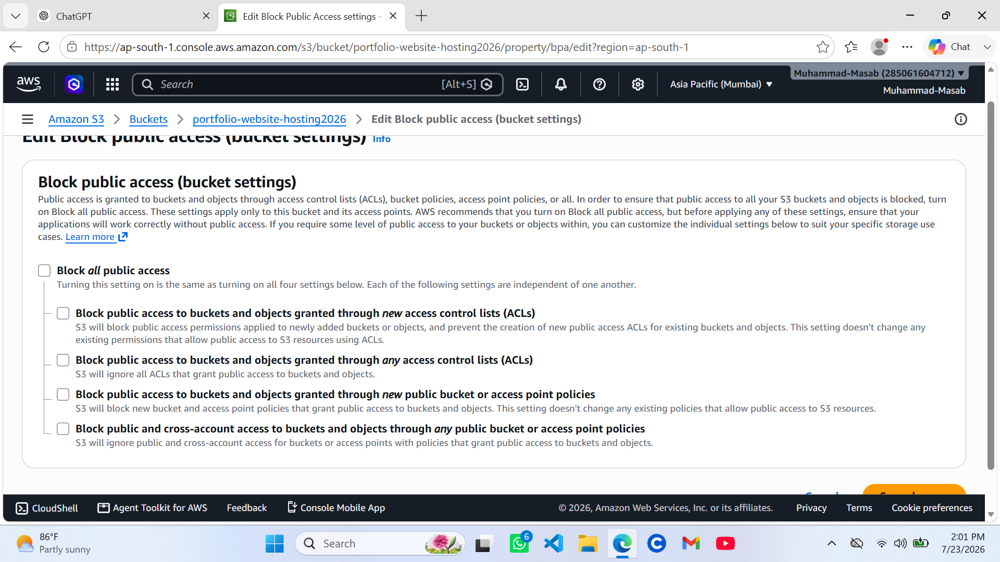 ChatGPT
Edit Block Public Access settings -
https://ap-south-1.console.aws.amazon.com/s3/bucket/portfolio-website-hosting2026/property/bpa/edit?region=ap-south-1
Chat
aws
Search
[Alt+S]
Asia Pacific (Mumbai)
Muhammad-Masab (285061604712)
Muhammad-Masab
Amazon S3
Buckets
portfolio-website-hosting2026
Edit Block public access (bucket settings)
Edit Block public access (bucket settings) Info
Block public access (bucket settings)
Public access is granted to buckets and objects through access control lists (ACLs), bucket policies, access point policies, or all. In order to ensure that public access to all your S3 buckets and objects is blocked, turn
on Block all public access. These settings apply only to this bucket and its access points. AWS recommends that you turn on Block all public access, but before applying any of these settings, ensure that your
applications will work correctly without public access. If you require some level of public access to your buckets or objects within, you can customize the individual settings below to suit your specific storage use
cases. Learn more
Block all public access
Turning this setting on is the same as turning on all four settings below. Each of the following settings are independent of one another.
Block public access to buckets and objects granted through new access control lists (ACLs)
S3 will block public access permissions applied to newly added buckets or objects, and prevent the creation of new public access ACLs for existing buckets and objects. This setting doesn't change any
existing permissions that allow public access to S3 resources using ACLs.
Block public access to buckets and objects granted through any access control lists (ACLs)
S3 will ignore all ACLs that grant public access to buckets and objects.
Block public access to buckets and objects granted through new public bucket or access point policies
S3 will block new bucket and access point policies that grant public access to buckets and objects. This setting doesn't change any existing policies that allow public access to S3 resources.
Block public and cross-account access to buckets and objects through any public bucket or access point policies
S3 will ignore public and cross-account access for buckets or access points with policies that grant public access to buckets and objects.
CloudShell
Agent Toolkit for AWS
Feedback
Console Mobile App
© 2026, Amazon Web Services, Inc. or its affiliates.
Privacy
Terms
Cookie preferences
86°F
Partly sunny
Search
6
2:01 PM
7/23/2026